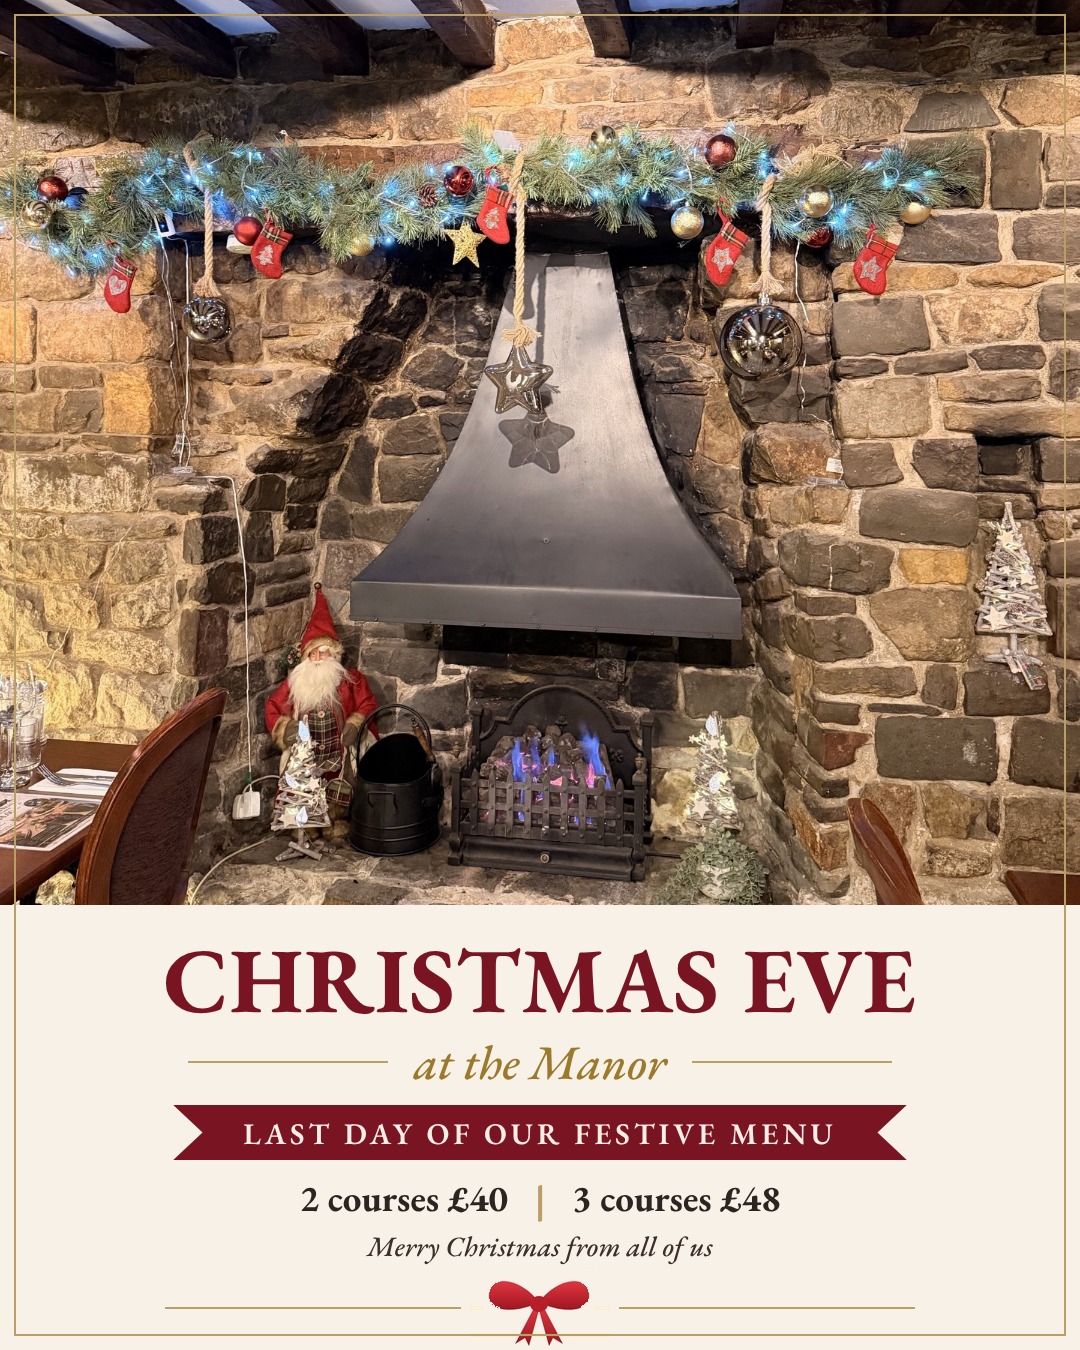 CHRISTMAS EVE
at the Manor
LAST DAY OF OUR FESTIVE MENU
2 courses £40 | 3 courses £48
Merry Christmas from all of us